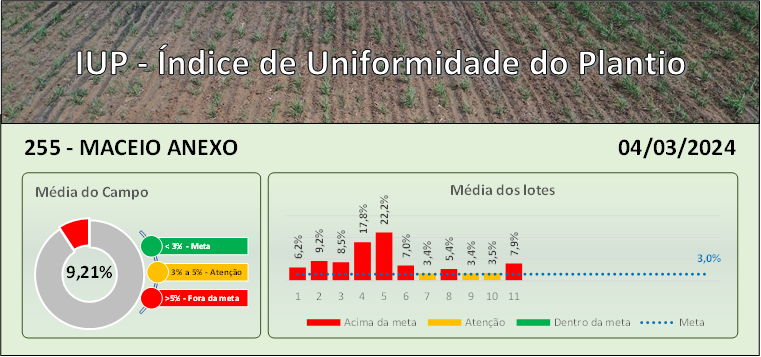 IUP - Índice de Uniformidade do Plantio
255 - MACEIO ANEXO
04/03/2024
Média do Campo
9,21%
< 3% - Meta
3% a 5% - Atenção
>5% - Fora da meta
Média dos lotes
6,2% 9,2% 8,5% 17,8% 22,2% 7,0% 3,4% 5,4% 3,4% 3,5% 7,9%
3,0%
1 2 3 4 5 6 7 8 9 10 11
Acima da meta Atenção Dentro da meta Meta